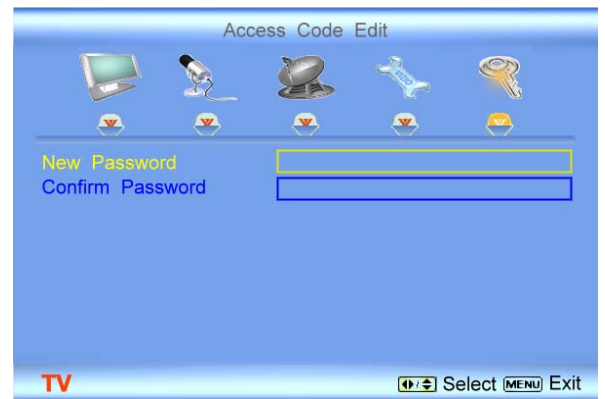 Access Code Edit
New Password
Confirm Password
TV Select MENU Exit